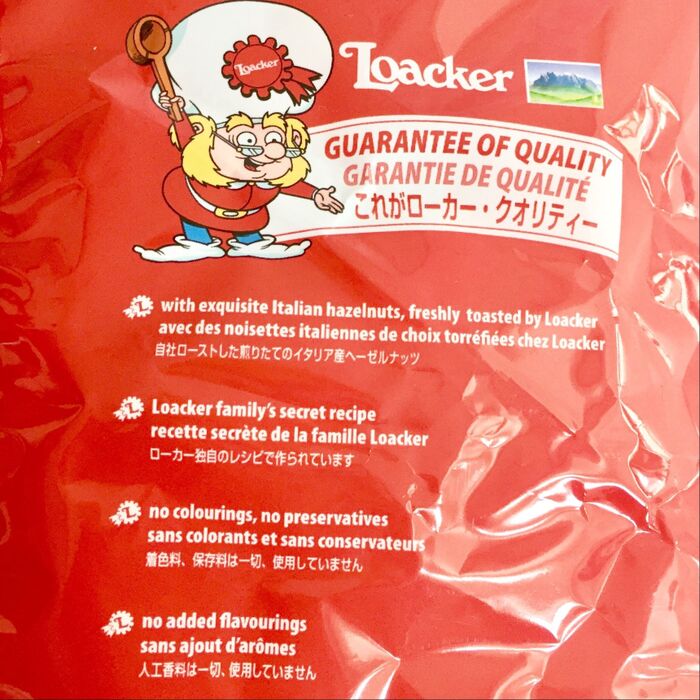 Loacker
Loacker
GUARANTEE OF QUALITY
GARANTIE DE QUALITÉ
これがローカー・クオリティー
L with exquisite Italian hazelnuts, freshly toasted by Loacker
avec des noisettes italiennes de choix torréfiées chez Loacker
自社ローストした煎りたてのイタリア産ヘーゼルナッツ
L Loacker family's secret recipe
recette secrète de la famille Loacker
ローカー独自のレシピで作られています
L no colourings, no preservatives
sans colorants et sans conservateurs
着色料、保存料は一切、使用していません
L no added flavourings
sans ajout d'arômes
人工香料は一切、使用していません